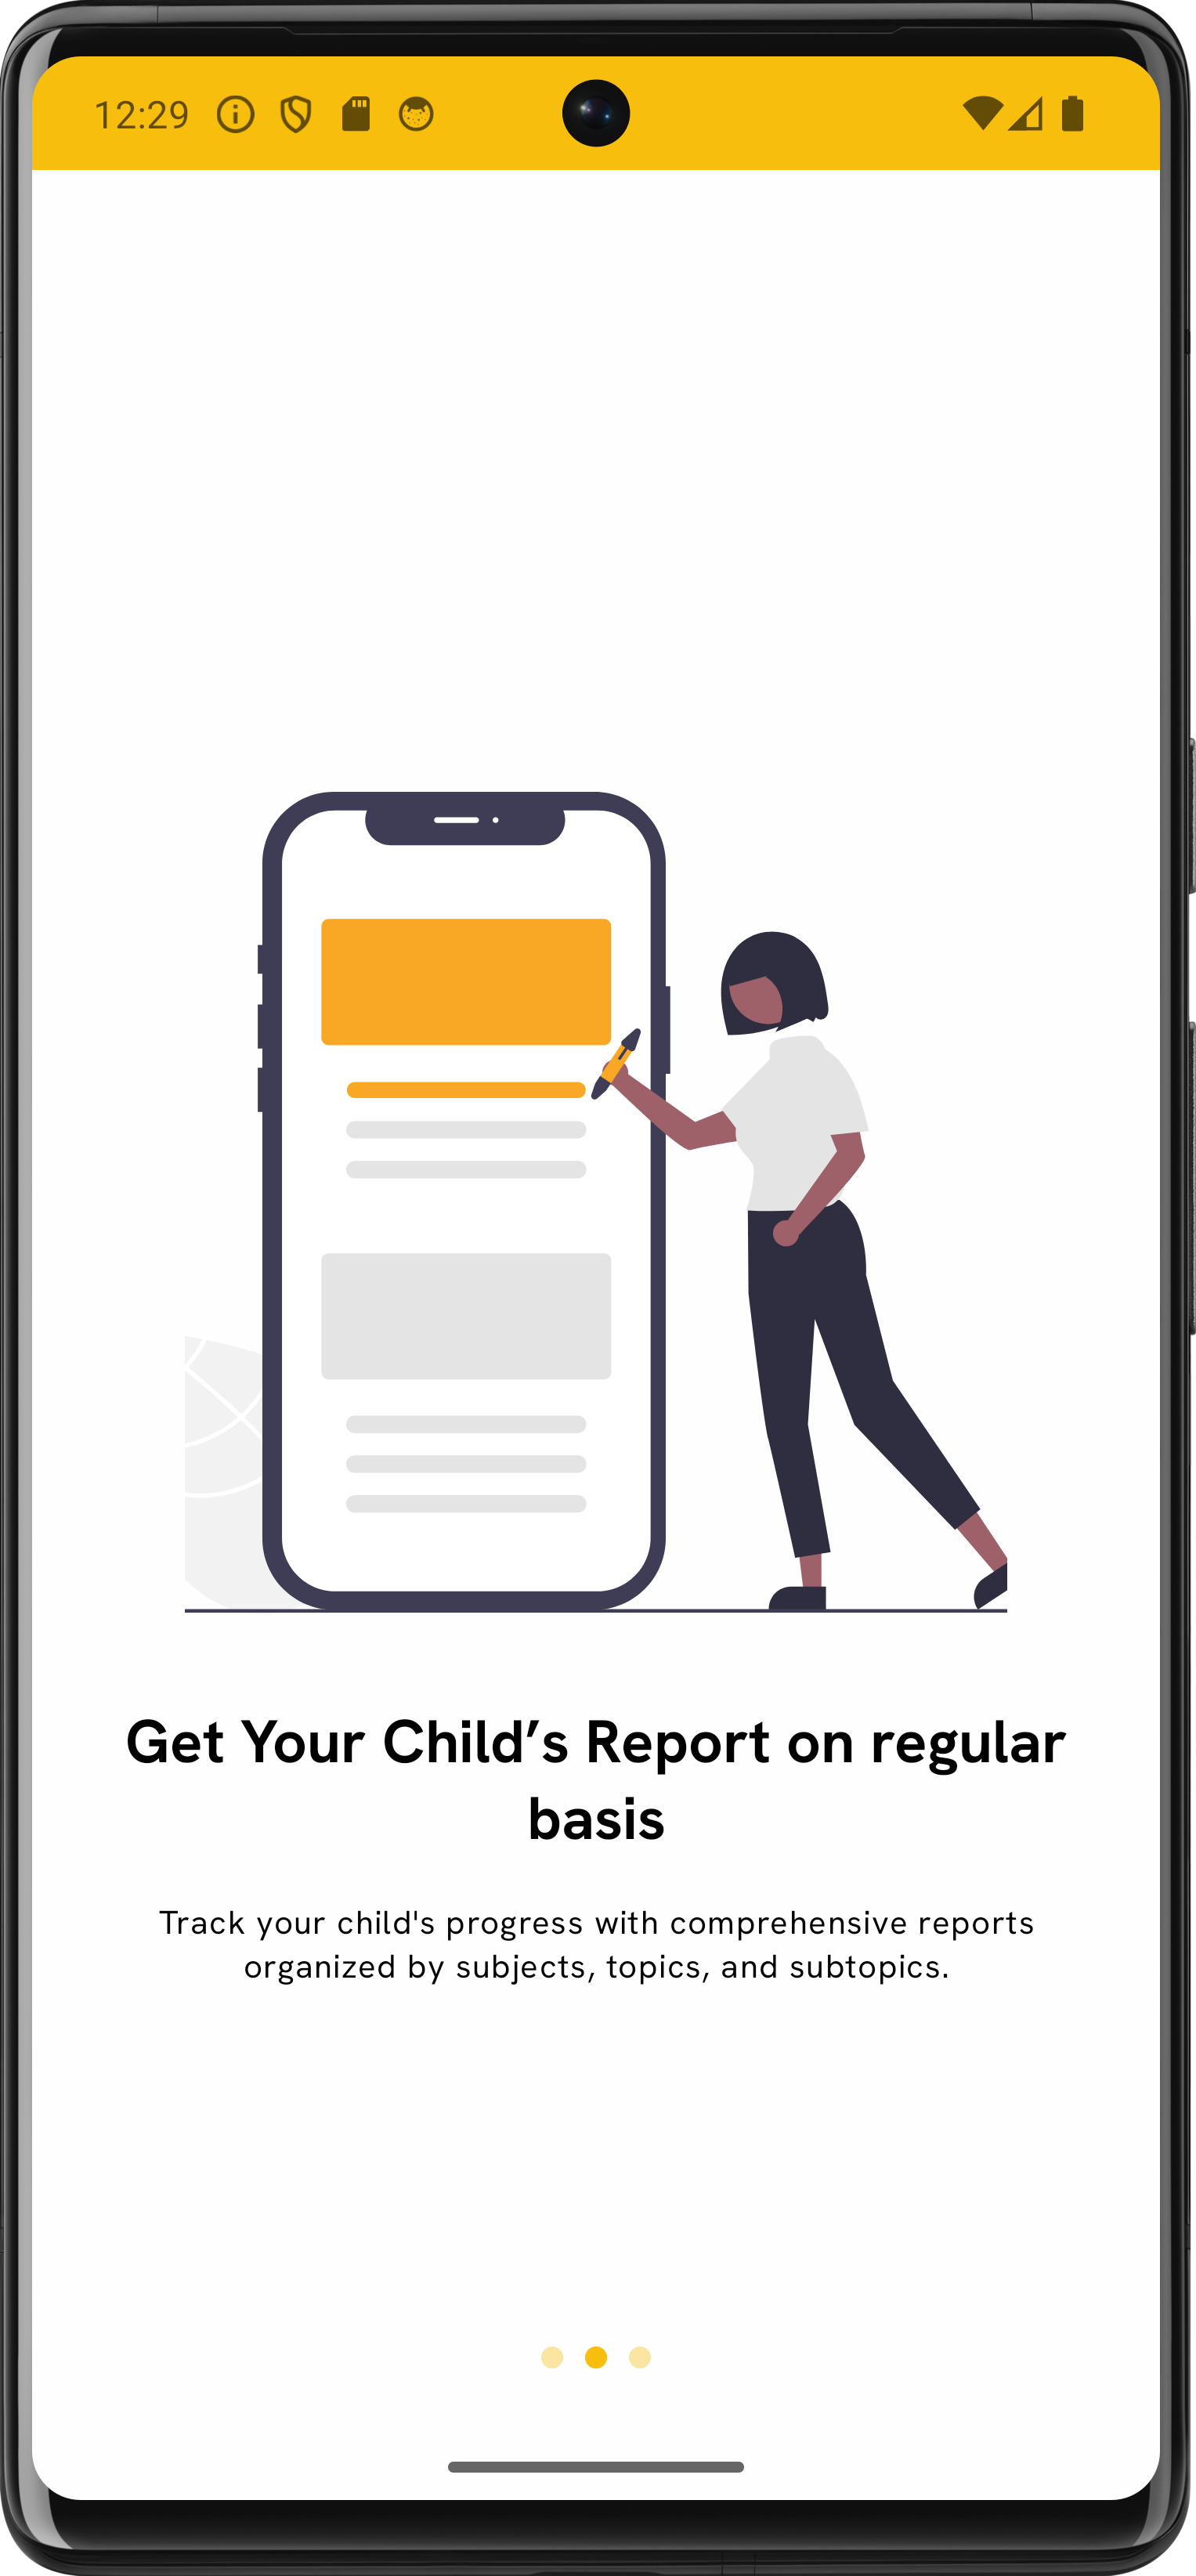 12:29
Get Your Child’s Report on regular
basis
Track your child's progress with comprehensive reports
organized by subjects, topics, and subtopics.